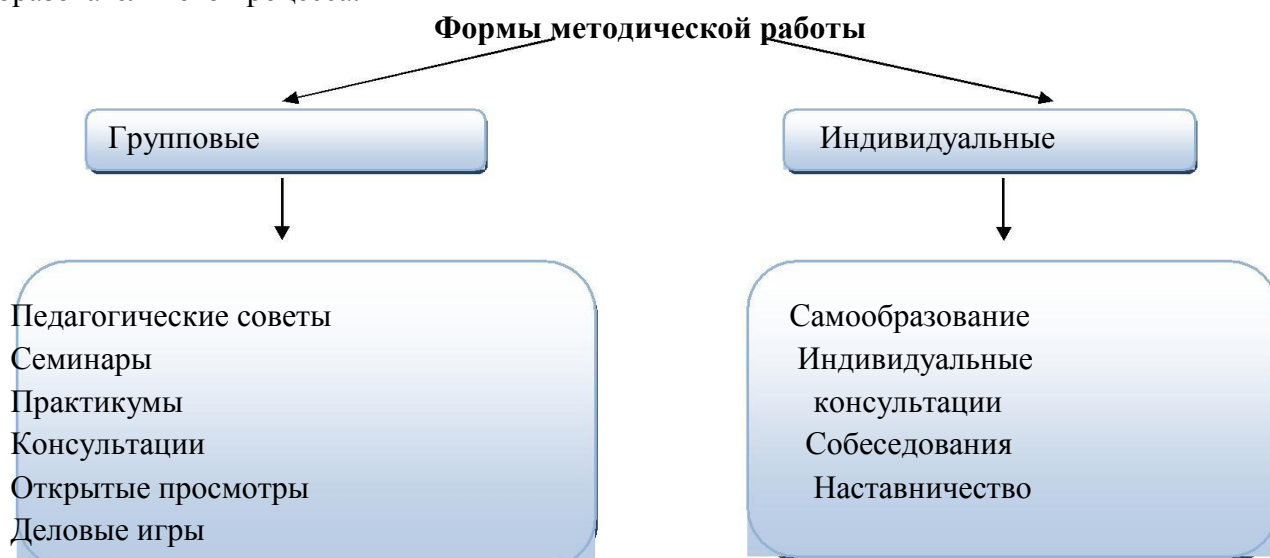 Формы методической работы
Групповые
Индивидуальные
Педагогические советы
Семинары
Практикумы
Консультации
Открытые просмотры
Деловые игры
Самообразование
Индивидуальные
консультации
Собеседования
Наставничество